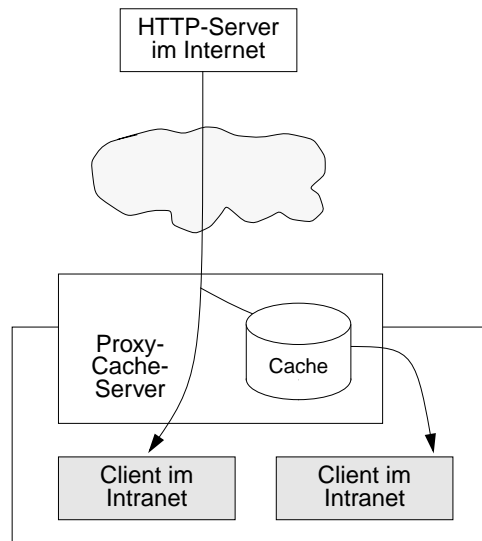 HTTP-Server
im Internet
Proxy-
Cache-
Server
Cache
Client im
Intranet
Client im
Intranet